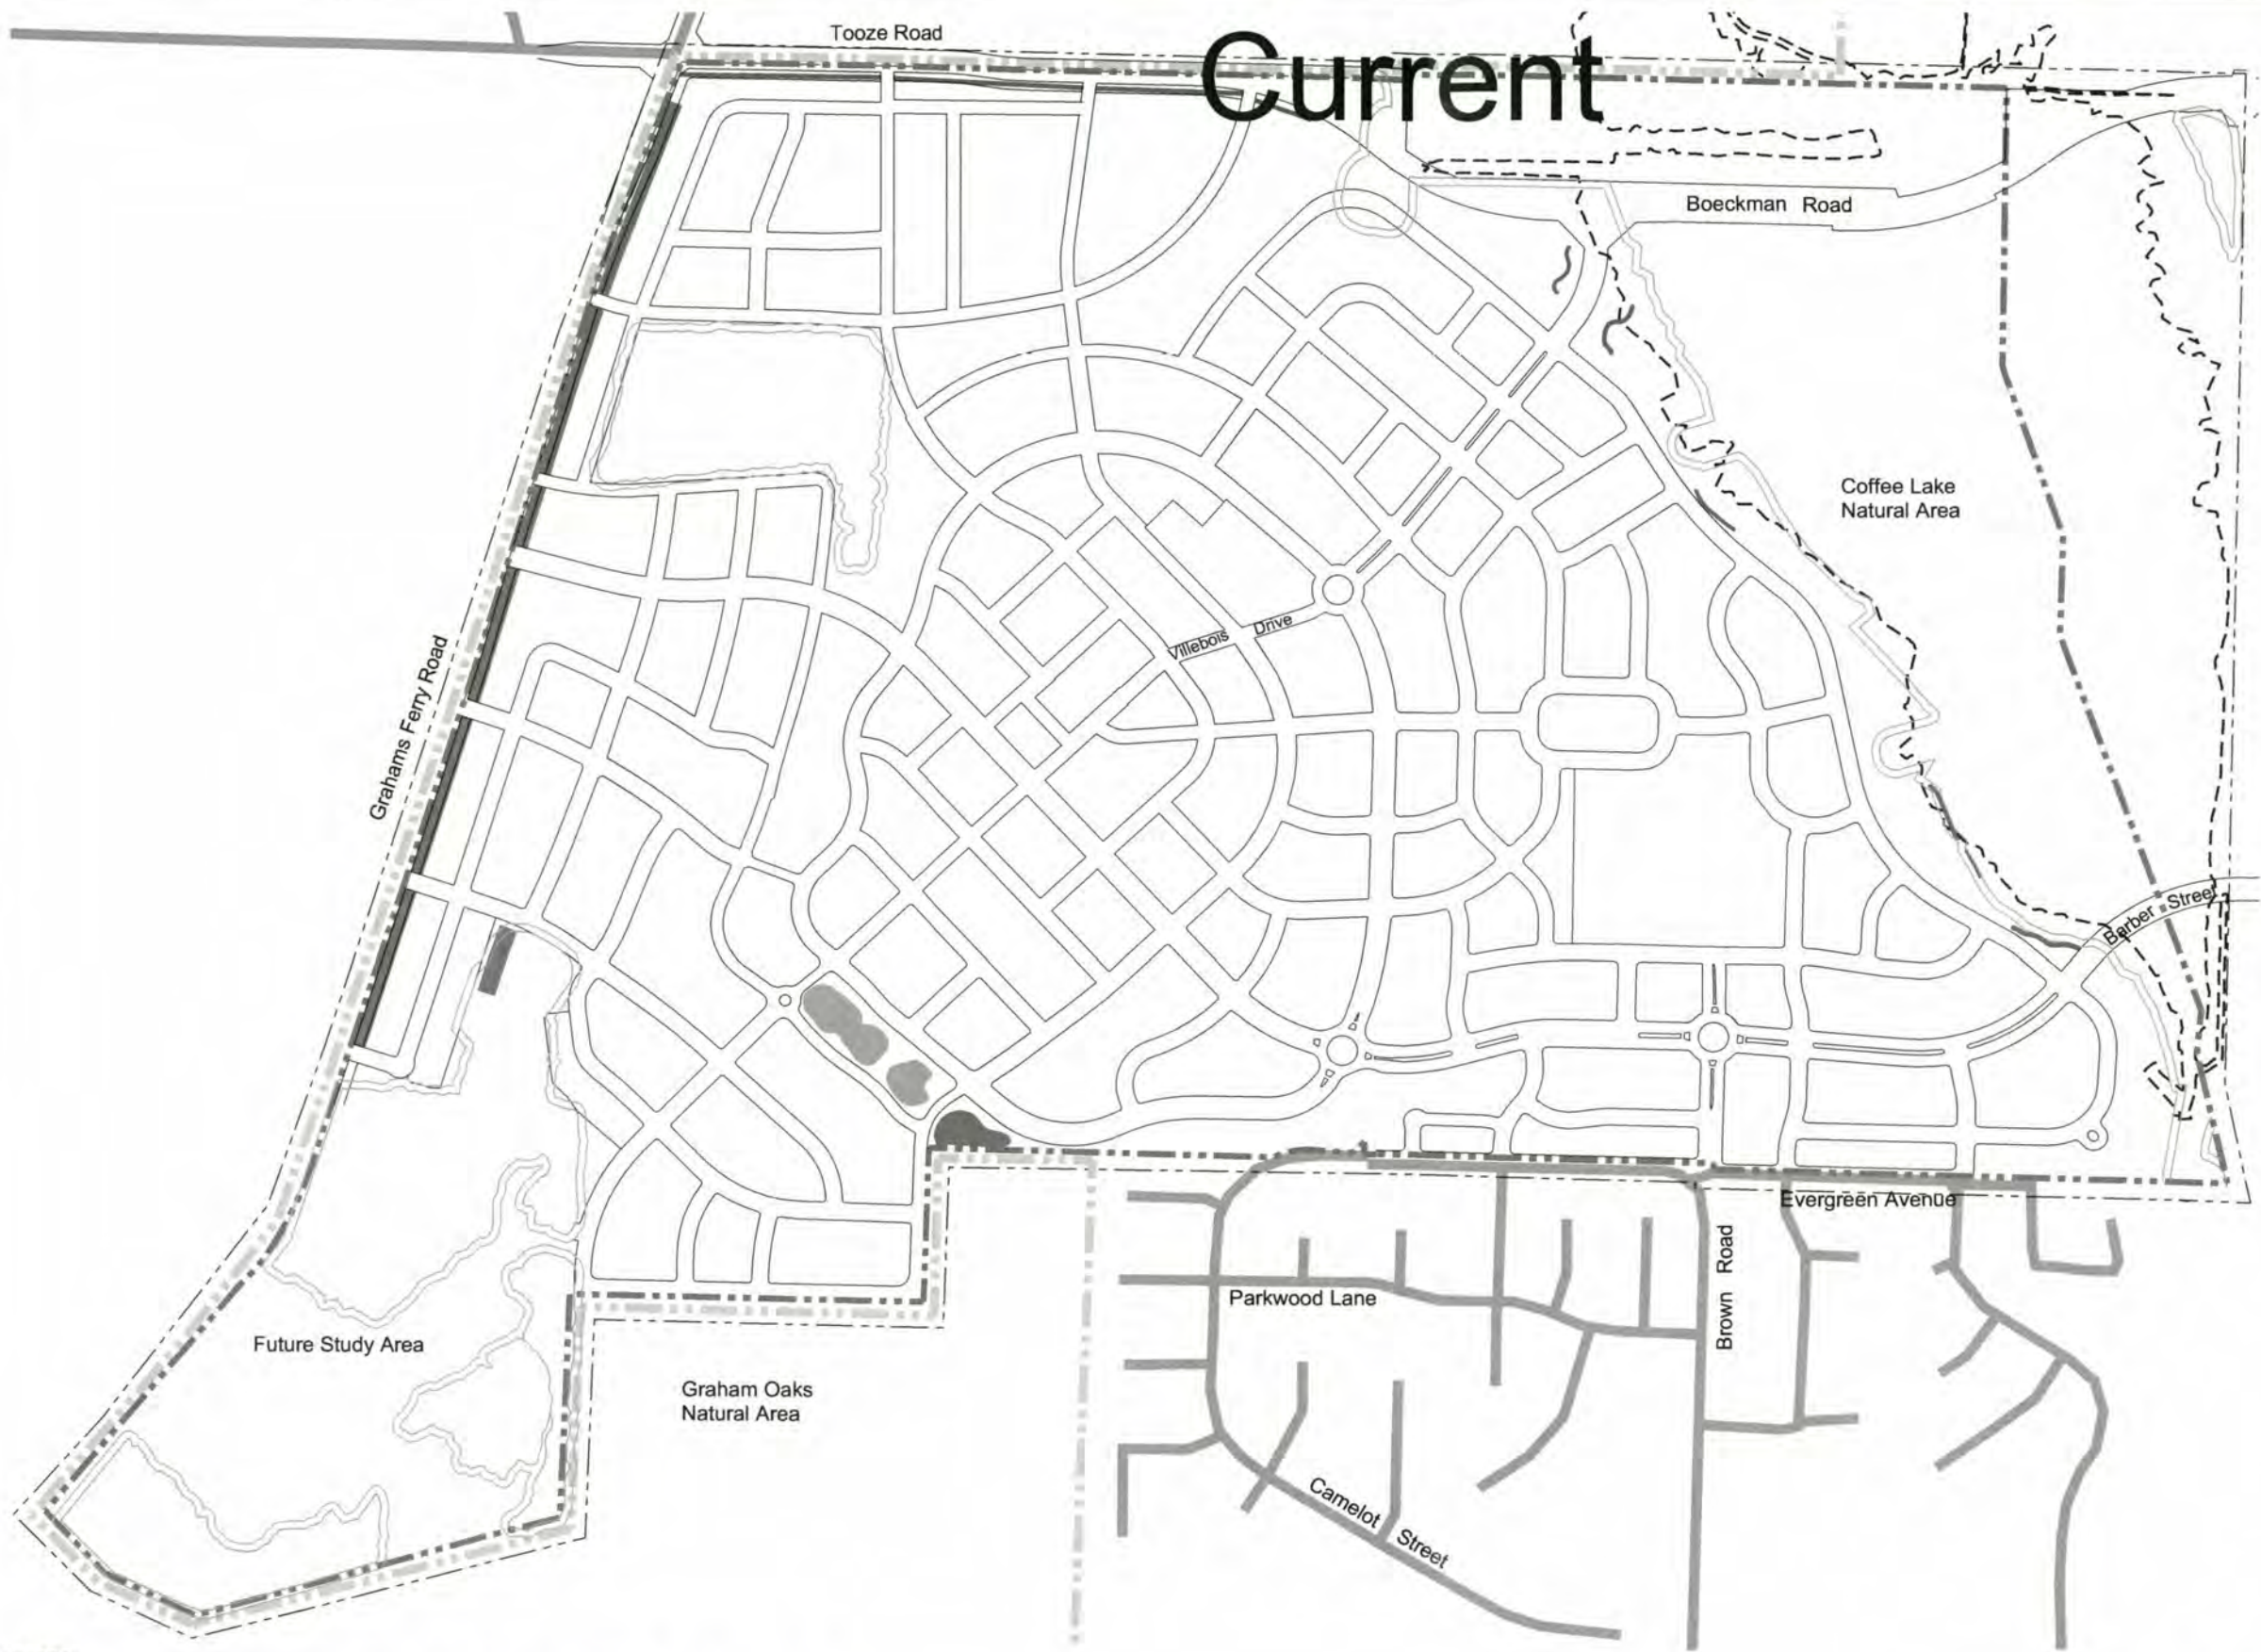 Tooze Road
Current
Boeckman Road
Coffee Lake
Natural Area
Villebois Drive
Grahams Ferry Road
Barber Street
Evergreen Avenue
Brown Road
Parkwood Lane
Future Study Area
Graham Oaks
Natural Area
Camelot Street